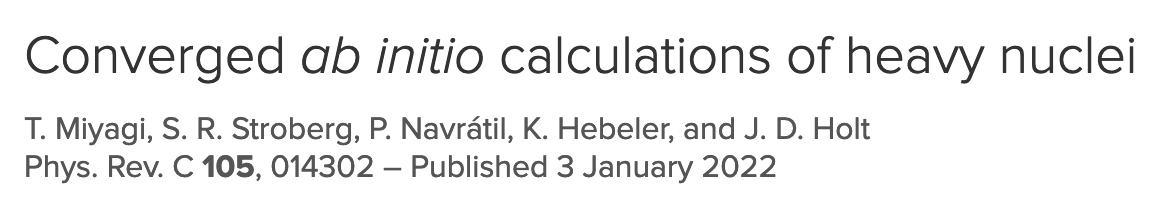 Converged ab initio calculations of heavy nuclei
T. Miyagi, S. R. Stroberg, P. Navrátil, K. Hebeler, and J. D. Holt
Phys. Rev. C 105, 014302 – Published 3 January 2022